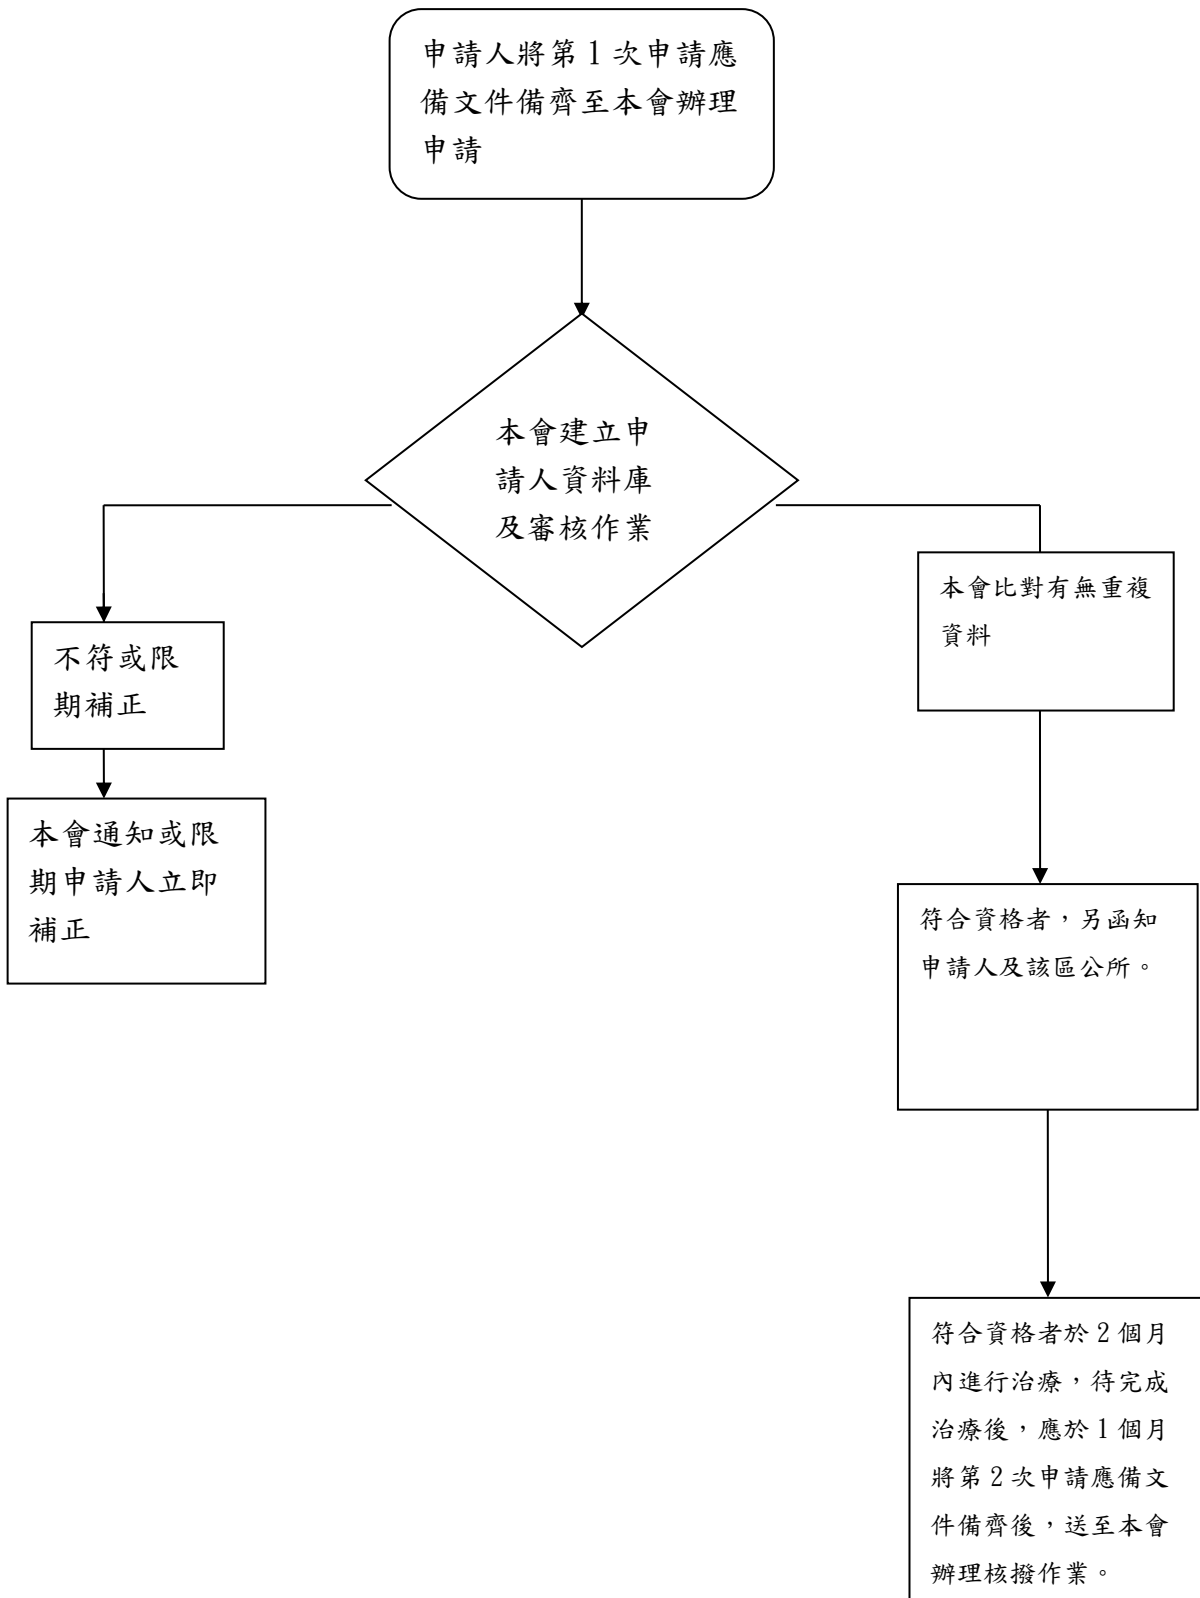 申請人將第 1 次申請應
備文件備齊至本會辦理
申請
本會建立申
請人資料庫
及審核作業
不符或限
期補正
本會通知或限
期申請人立即
補正
本會比對有無重複
資料
符合資格者，另函知
申請人及該區公所。
符合資格者於 2 個月
內進行治療，待完成
治療後，應於 1 個月
將第 2 次申請應備文
件備齊後，送至本會
辦理核撥作業。